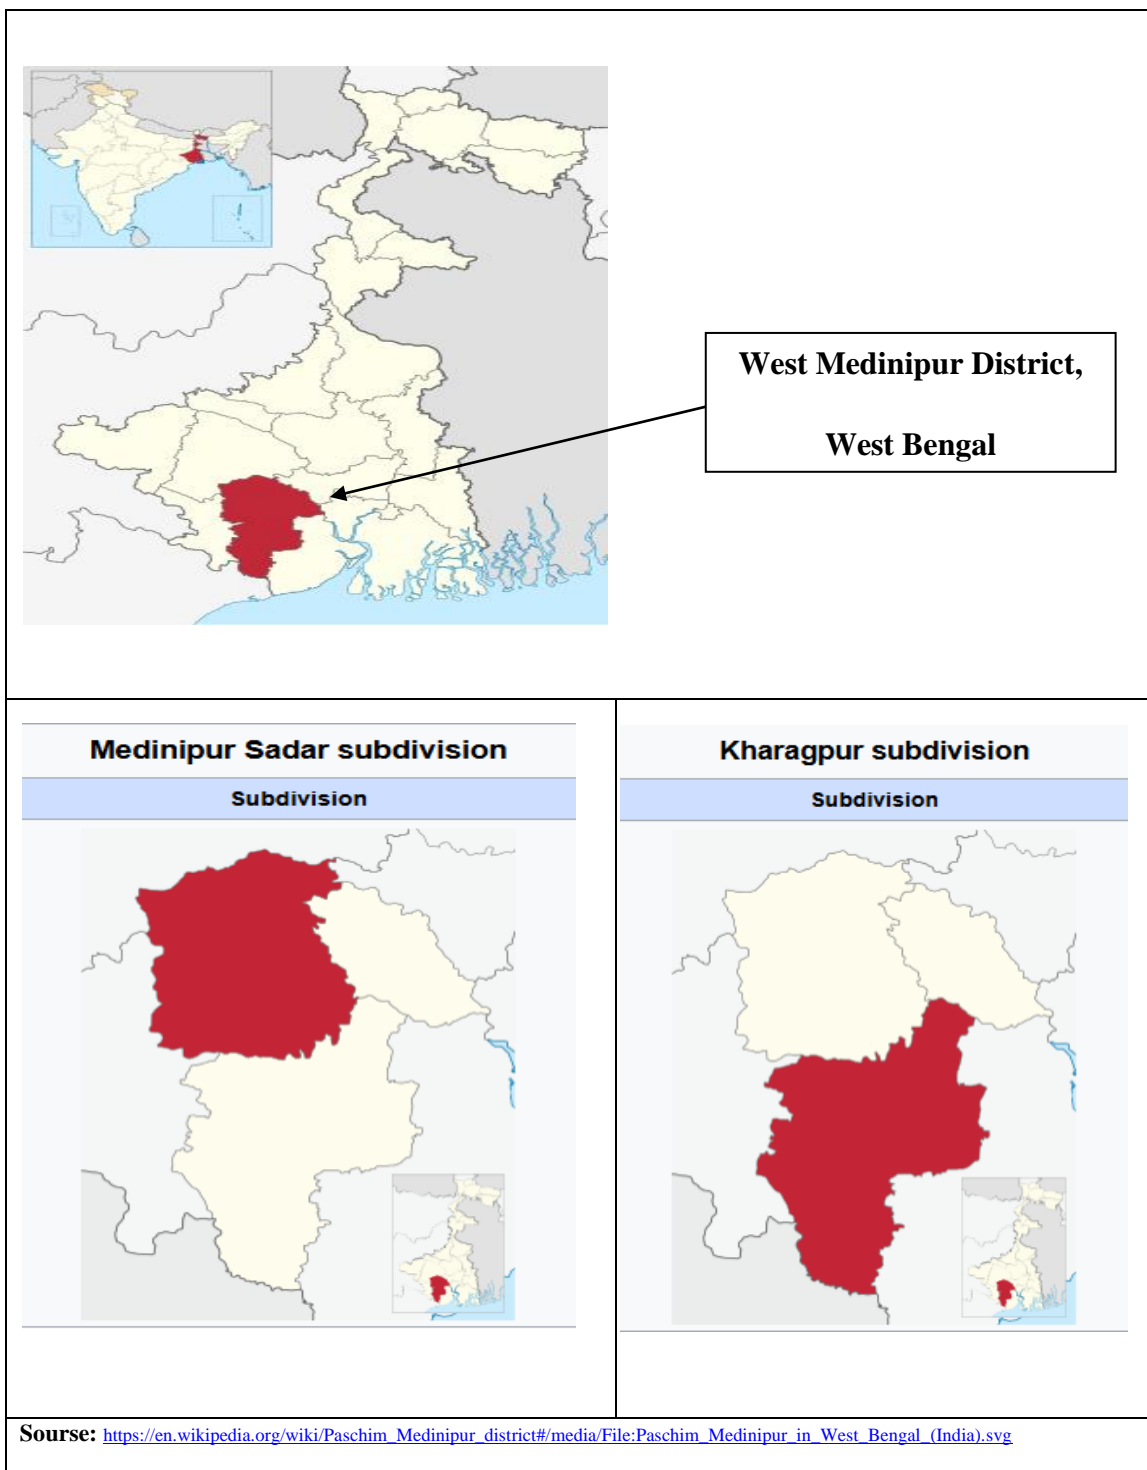 West Medinipur District,
West Bengal
Medinipur Sadar subdivision
Subdivision
Kharagpur subdivision
Subdivision
Sourse: https://en.wikipedia.org/wiki/Paschim_Medinipur_district#/media/File:Paschim_Medinipur_in_West_Bengal_(India).svg